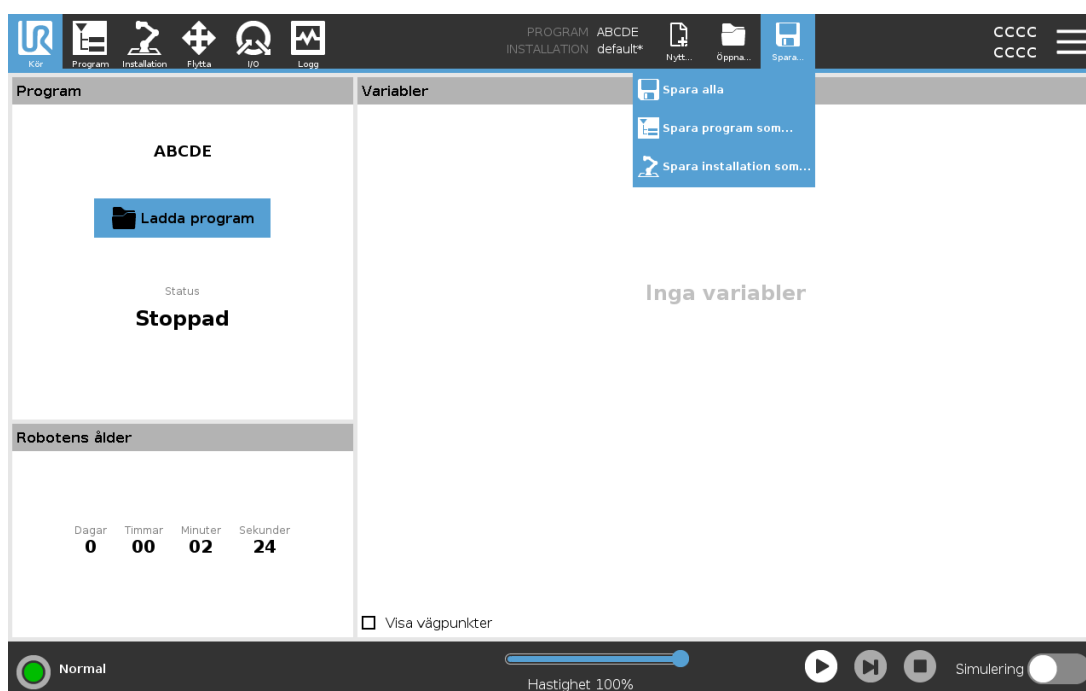 UR
Kör
Program
Installation
Flytta
I/O
Logg
PROGRAM ABCDE
INSTALLATION default*
Nytt...
Öppna...
Spara...
CCCC
CCCC
Program
Variabler
Spara alla
Spara program som...
Spara installation som...
ABCDE
Ladda program
Status
Stoppad
Inga variabler
Robotens ålder
Dagar Timmar Minuter Sekunder
0 00 02 24
Visa vägpunkter
Normal
Hastighet 100%
Simulering